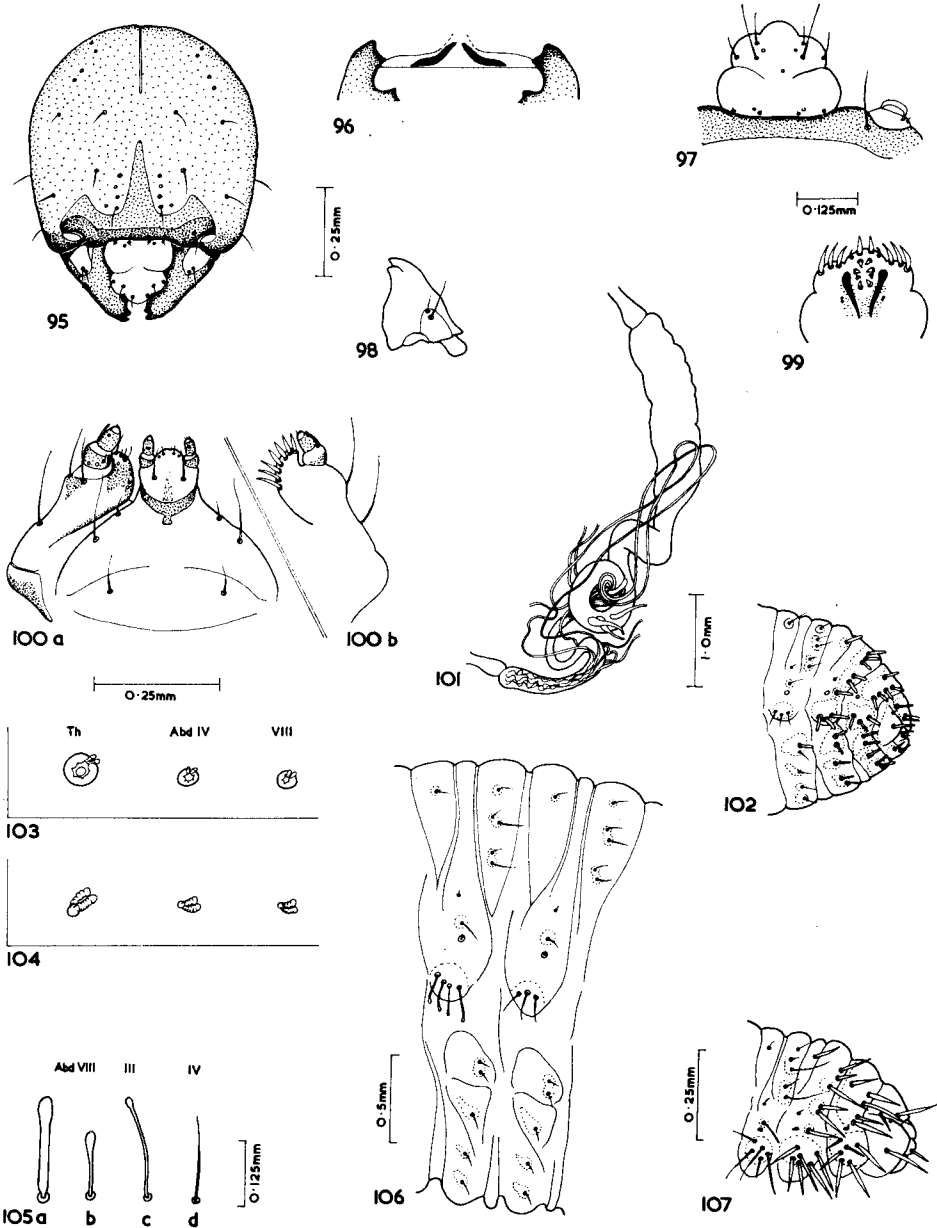 95
96
97
0·25mm
0·125mm
98
99
100 a
100 b
0·25mm
101
1·0mm
102
Th Abd IV VIII
103
104
Abd VIII III IV
105 a b c d
0·125mm
0·5mm
106
0·25mm
107